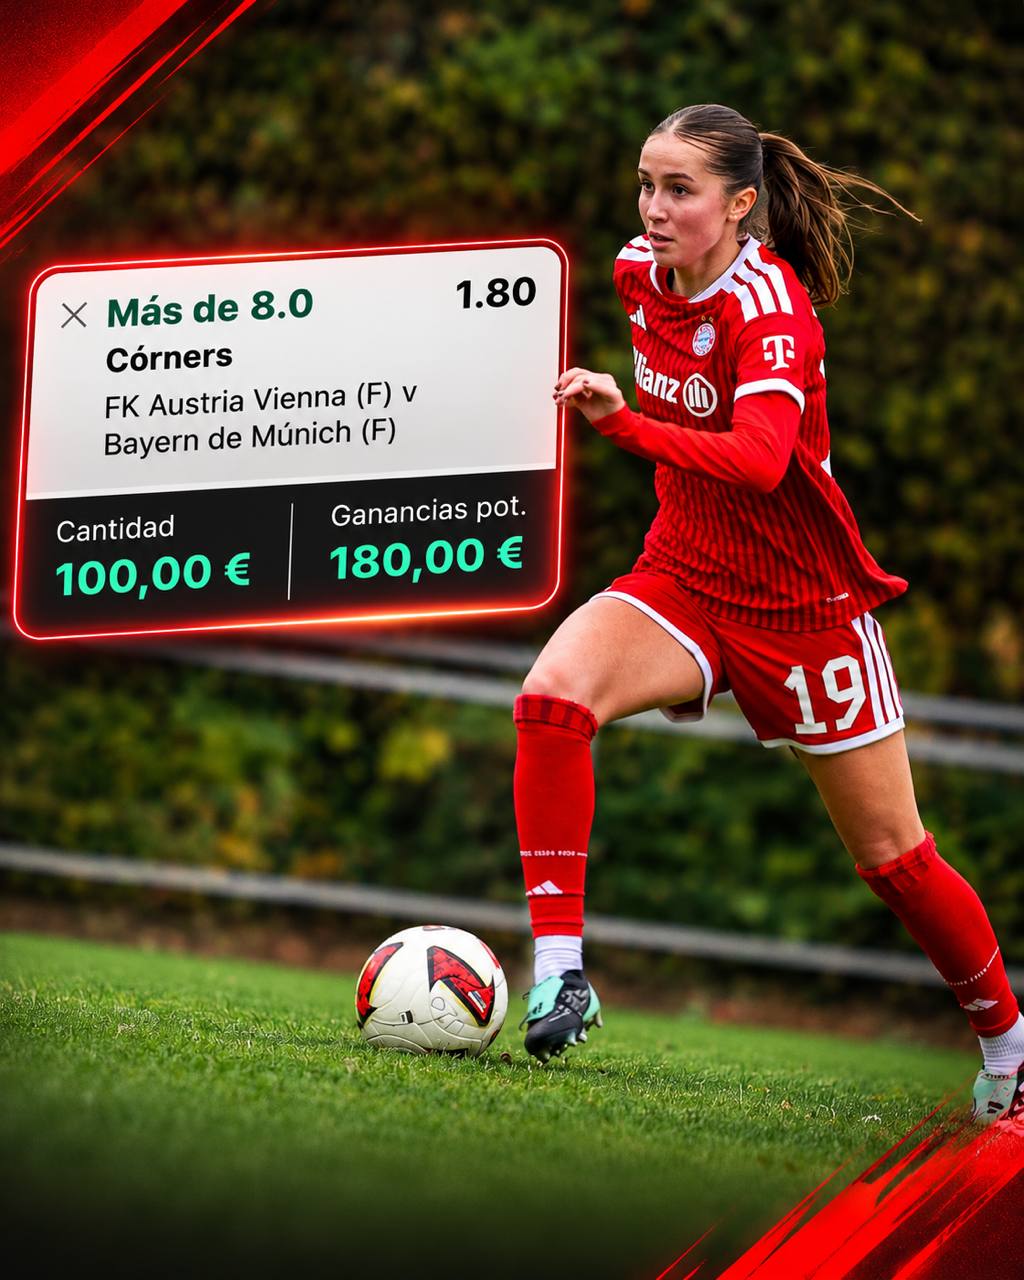 Más de 8.0
1.80
Córners
FK Austria Vienna (F) v
Bayern de Múnich (F)
Cantidad
Ganancias pot.
100,00 €
180,00 €
T
Allianz
19